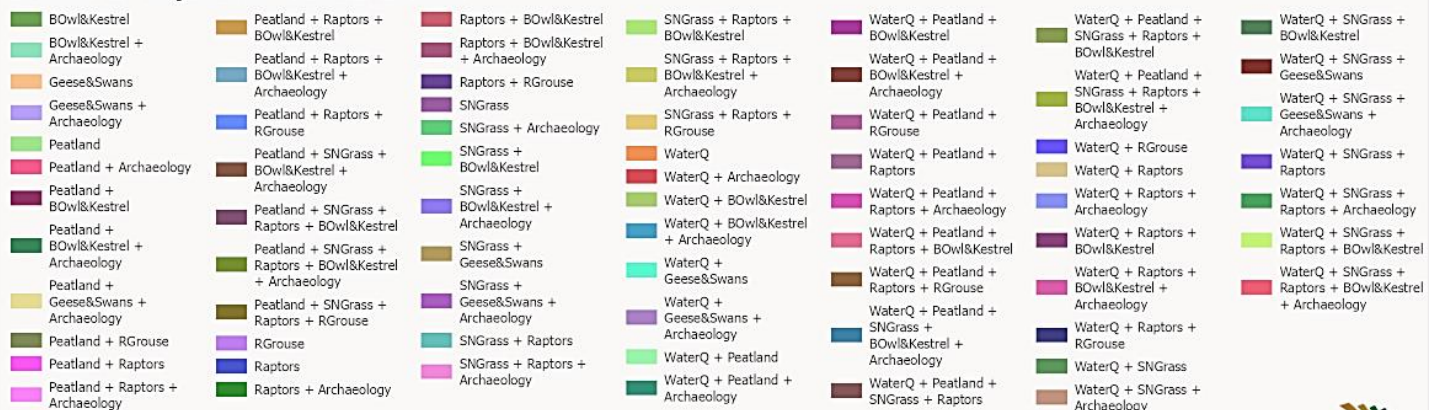 BOwl&Kestrel
BOwl&Kestrel +
Archaeology
Geese&Swans
Geese&Swans +
Archaeology
Peatland
Peatland + Archaeology
Peatland +
BOwl&Kestrel
Peatland +
BOwl&Kestrel +
Archaeology
Peatland +
Geese&Swans +
Archaeology
Peatland + RGrouse
Peatland + Raptors
Peatland + Raptors +
Archaeology
Peatland + Raptors +
BOwl&Kestrel
Peatland + Raptors +
BOwl&Kestrel +
Archaeology
Peatland + Raptors +
RGrouse
Peatland + SNGrass +
BOwl&Kestrel +
Archaeology
Peatland + SNGrass +
Raptors + BOwl&Kestrel
Peatland + SNGrass +
Raptors + BOwl&Kestrel
+ Archaeology
Peatland + SNGrass +
Raptors + RGrouse
RGrouse
Raptors
Raptors + Archaeology
Raptors + BOwl&Kestrel
Raptors + BOwl&Kestrel
+ Archaeology
Raptors + RGrouse
SNGrass
SNGrass + Archaeology
SNGrass +
BOwl&Kestrel
SNGrass +
BOwl&Kestrel +
Archaeology
SNGrass +
Geese&Swans
SNGrass +
Geese&Swans +
Archaeology
SNGrass + Raptors
SNGrass + Raptors +
Archaeology
SNGrass + Raptors +
BOwl&Kestrel
SNGrass + Raptors +
BOwl&Kestrel +
Archaeology
SNGrass + Raptors +
RGrouse
WaterQ
WaterQ + Archaeology
WaterQ + BOwl&Kestrel
WaterQ + BOwl&Kestrel
+ Archaeology
WaterQ +
Geese&Swans
WaterQ +
Geese&Swans +
Archaeology
WaterQ + Peatland
WaterQ + Peatland +
Archaeology
WaterQ + Peatland +
BOwl&Kestrel
WaterQ + Peatland +
BOwl&Kestrel +
Archaeology
WaterQ + Peatland +
RGrouse
WaterQ + Peatland +
Raptors
WaterQ + Peatland +
Raptors + Archaeology
WaterQ + Peatland +
Raptors + BOwl&Kestrel
WaterQ + Peatland +
Raptors + RGrouse
WaterQ + Peatland +
SNGrass +
BOwl&Kestrel +
Archaeology
WaterQ + Peatland +
SNGrass + Raptors
WaterQ + Peatland +
SNGrass + Raptors +
BOwl&Kestrel
WaterQ + Peatland +
SNGrass + Raptors +
BOwl&Kestrel +
Archaeology
WaterQ + RGrouse
WaterQ + Raptors
WaterQ + Raptors +
Archaeology
WaterQ + Raptors +
BOwl&Kestrel
WaterQ + Raptors +
BOwl&Kestrel +
Archaeology
WaterQ + Raptors +
RGrouse
WaterQ + SNGrass
WaterQ + SNGrass +
Archaeology
WaterQ + SNGrass +
BOwl&Kestrel
WaterQ + SNGrass +
Geese&Swans
WaterQ + SNGrass +
Geese&Swans +
Archaeology
WaterQ + SNGrass +
Raptors
WaterQ + SNGrass +
Raptors + Archaeology
WaterQ + SNGrass +
Raptors + BOwl&Kestrel
WaterQ + SNGrass +
Raptors + BOwl&Kestrel
+ Archaeology